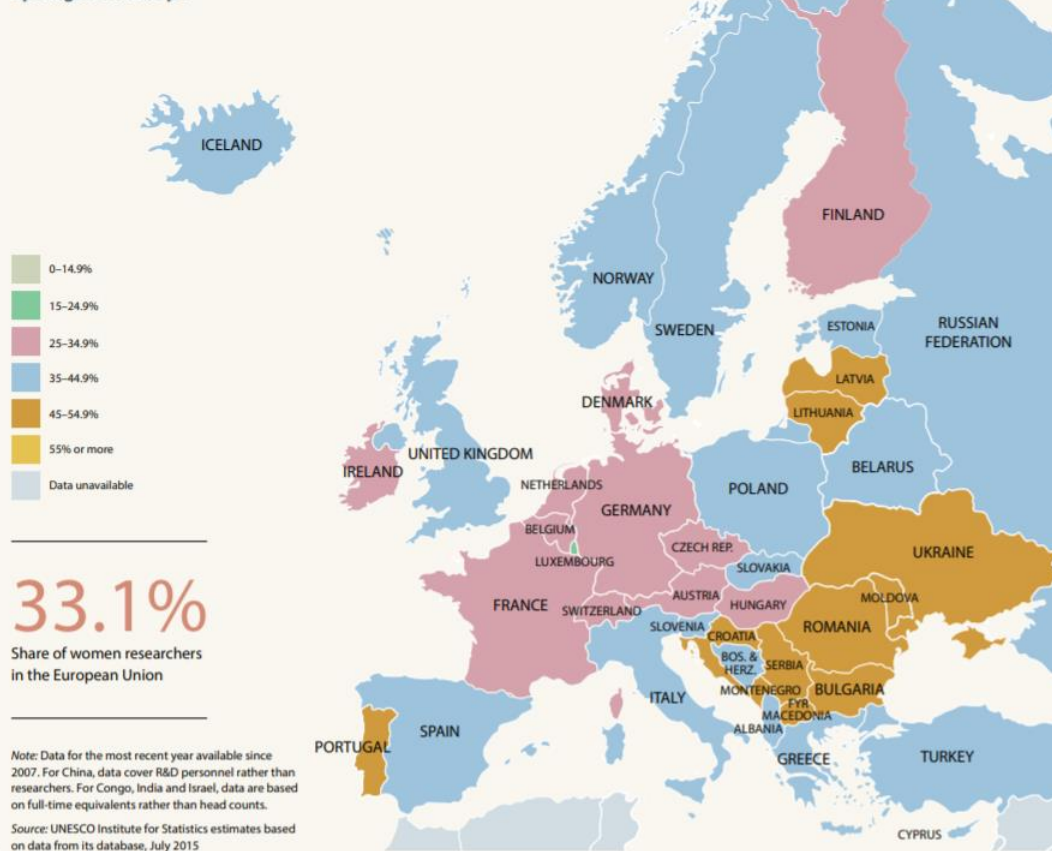 ICELAND
FINLAND
NORWAY
SWEDEN
ESTONIA
RUSSIAN
FEDERATION
LATVIA
LITHUANIA
DENMARK
BELARUS
IRELAND
UNITED KINGDOM
NETHERLANDS
POLAND
GERMANY
BELGIUM
LUXEMBOURG
CZECH REP.
SLOVAKIA
UKRAINE
FRANCE
SWITZERLAND
AUSTRIA
HUNGARY
MOLDOVA
SLOVENIA
CROATIA
ROMANIA
BOS. &
HERZ.
SERBIA
ITALY
MONTENEGRO
BULGARIA
FYR
MACEDONIA
ALBANIA
PORTUGAL
SPAIN
GREECE
TURKEY
CYPRUS
0–14.9%
15–24.9%
25–34.9%
35–44.9%
45–54.9%
55% or more
Data unavailable
33.1%
Share of women researchers
in the European Union
Note: Data for the most recent year available since
2007. For China, data cover R&D personnel rather than
researchers. For Congo, India and Israel, data are based
on full-time equivalents rather than head counts.
Source: UNESCO Institute for Statistics estimates based
on data from its database, July 2015